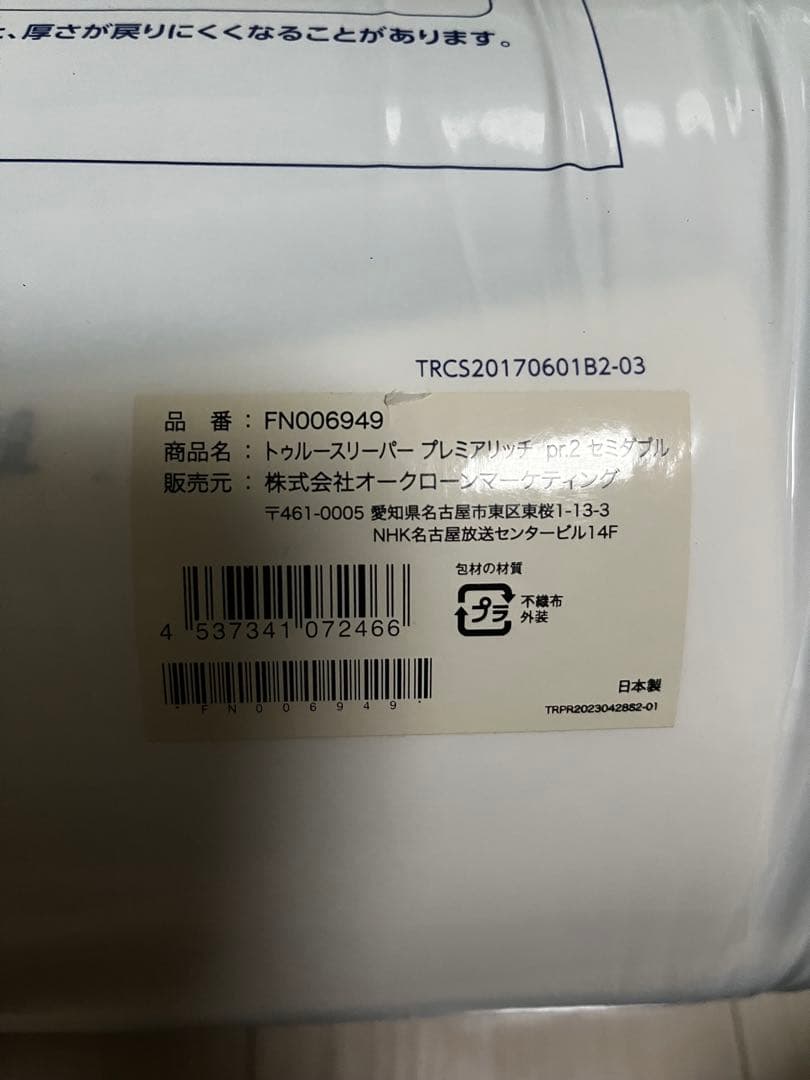 、厚さが戻りにくくなることがあります。
TRCS20170601B2-03
品 番 : FN006949
商品名 : トゥルースリーパー プレミアリッチ pr.2 セミダブル
販売元 : 株式会社オークローンマーケティング
〒461-0005 愛知県名古屋市東区東桜1-13-3
NHK名古屋放送センタービル14F
包材の材質
プラ
不織布
外装
4 537341 072466
FN006949
日本製
TRPR20230428S2-01